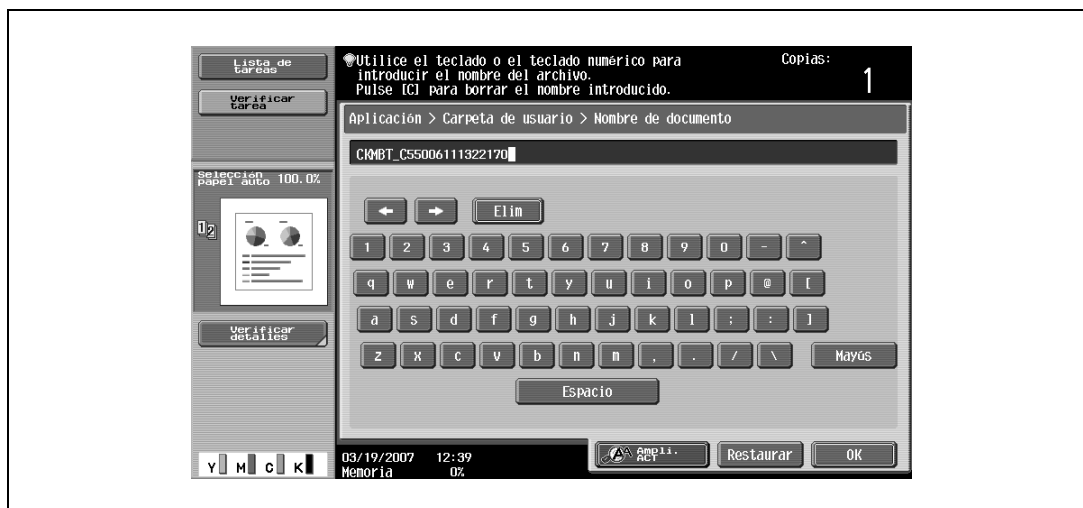 Lista de
tareas
Verificar
tarea
Utilice el teclado o el teclado numérico para
introducir el nombre del archivo.
Pulse [C] para borrar el nombre introducido.
Copias:
1
Aplicación > Carpeta de usuario > Nombre de documento
CKMBT_C55006111322170
Selección
papel auto 100.0%
12
Elim
1 2 3 4 5 6 7 8 9 0 - ^
q w e r t y u i o p @ [
a s d f g h j k l ; : ]
z x c v b n m , . / \ Mayús
Espacio
Verificar
detalles
Y M C K
03/19/2007 12:39
Memoria 0%
Ampli.
ACT
Restaurar
OK